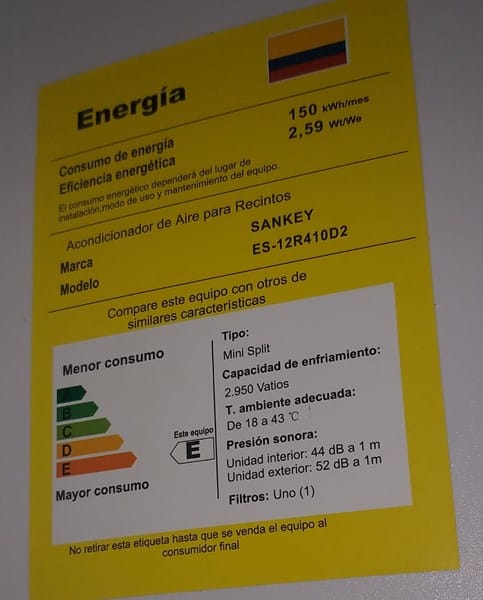 Energía
Consumo de energía 150 kWh/mes
Eficiencia energética 2,59 Wt/We
El consumo energético dependerá del lugar de
instalación,modo de uso y mantenimiento del equipo.
Acondicionador de Aire para Recintos
Marca SANKEY
Modelo ES-12R410D2
Compare este equipo con otros de
similares características
Menor consumo
A
B
C
D
E
Mayor consumo
Este equipo
E
Tipo:
Mini Split
Capacidad de enfriamiento:
2.950 Vatios
T. ambiente adecuada:
De 18 a 43 ℃
Presión sonora:
Unidad interior: 44 dB a 1 m
Unidad exterior: 52 dB a 1m
Filtros: Uno (1)
No retirar esta etiqueta hasta que se venda el equipo al
consumidor final